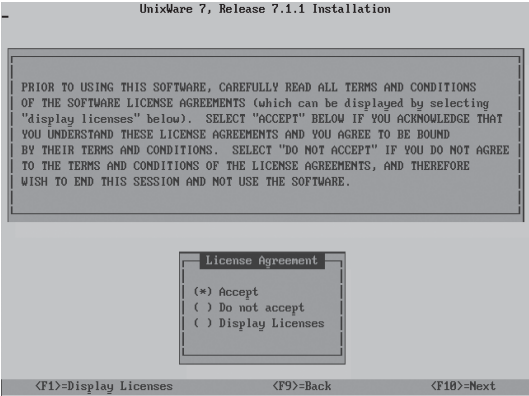 UnixWare 7, Release 7.1.1 Installation
PRIOR TO USING THIS SOFTWARE, CAREFULLY READ ALL TERMS AND CONDITIONS
OF THE SOFTWARE LICENSE AGREEMENTS (which can be displayed by selecting
"display licenses" below). SELECT "ACCEPT" BELOW IF YOU ACKNOWLEDGE THAT
YOU UNDERSTAND THESE LICENSE AGREEMENTS AND YOU AGREE TO BE BOUND
BY THEIR TERMS AND CONDITIONS. SELECT "DO NOT ACCEPT" IF YOU DO NOT AGREE
TO THE TERMS AND CONDITIONS OF THE LICENSE AGREEMENTS, AND THEREFORE
WISH TO END THIS SESSION AND NOT USE THE SOFTWARE.
License Agreement
(*) Accept
( ) Do not accept
( ) Display Licenses
<F1>=Display Licenses <F9>=Back <F10>=Next